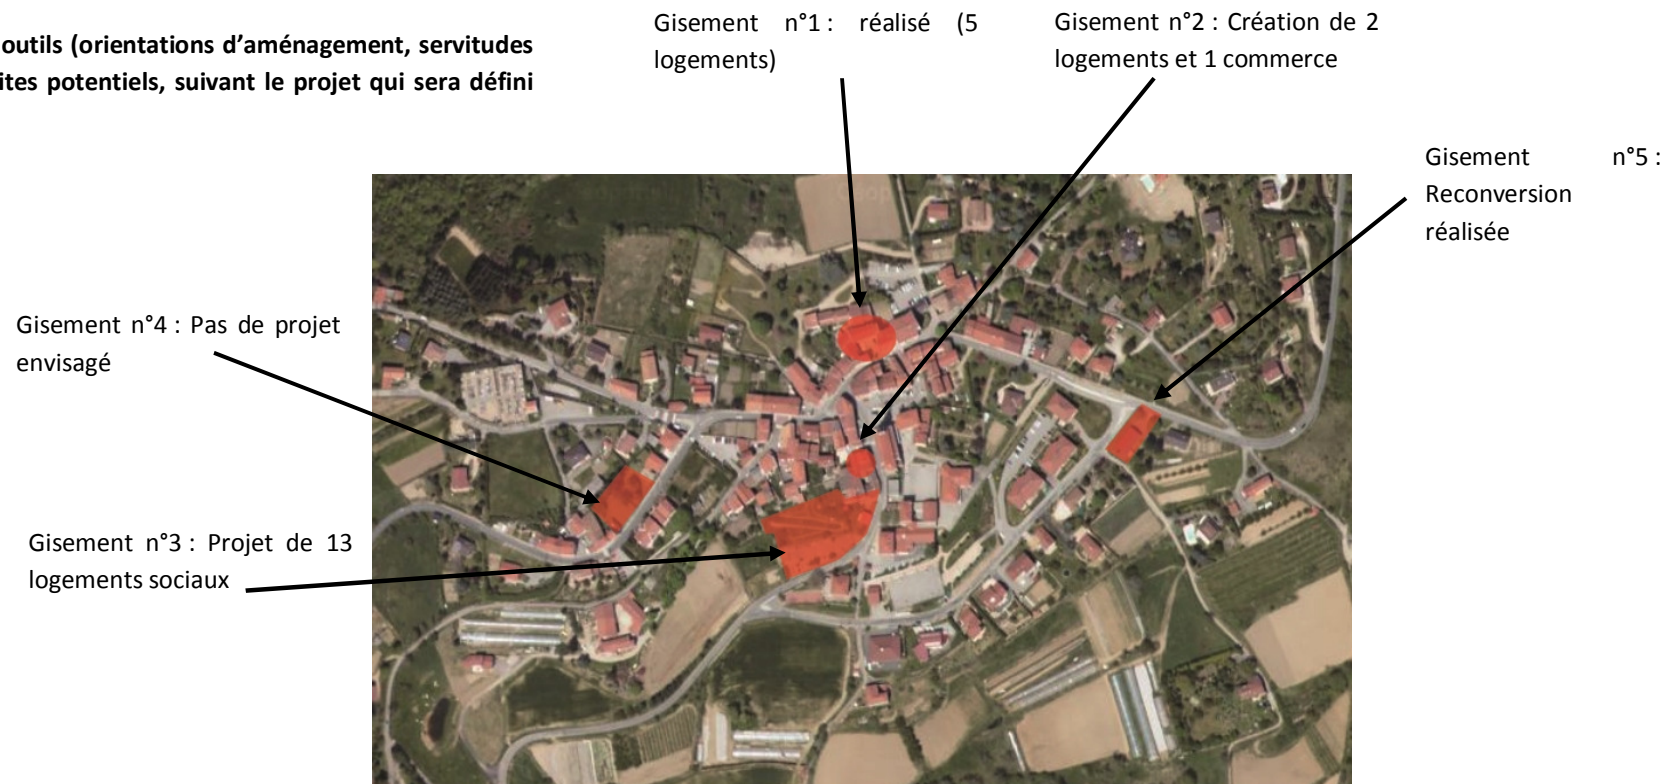 outils (orientations d'aménagement, servitudes
ites potentiels, suivant le projet qui sera défini
Gisement n°1 : réalisé (5
logements)
Gisement n°2 : Création de 2
logements et 1 commerce
Gisement n°5 :
Reconversion
réalisée
Gisement n°4 : Pas de projet
envisagé
Gisement n°3 : Projet de 13
logements sociaux